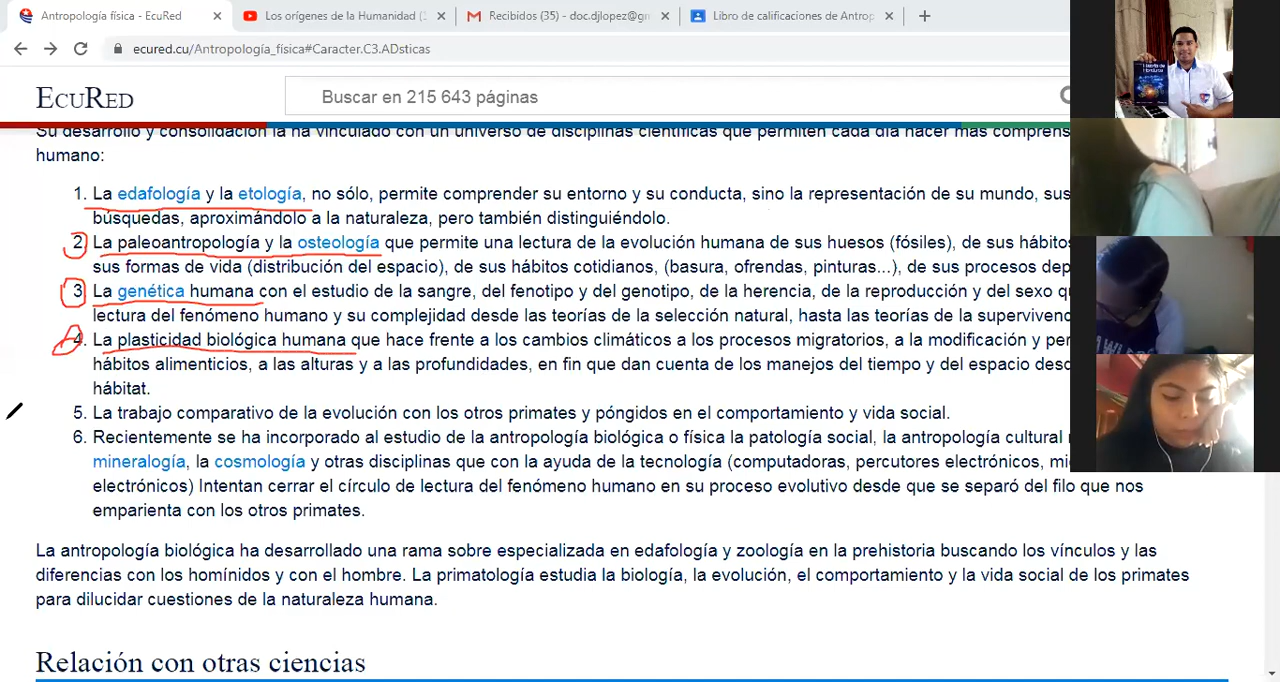 Antropología física - EcuRed
Los orígenes de la Humanidad (1
Recibidos (35) - doc.djlopez@gm
Libro de calificaciones de Antrop
ecured.cu/Antropología_física#Caracter.C3.ADsticas
ECURED
Buscar en 215 643 páginas
Su desarrollo y consolidación la ha vinculado con un universo de disciplinas científicas que permiten cada día hacer más comprens
humano:
1. La edafología y la etología, no sólo, permite comprender su entorno y su conducta, sino la representación de su mundo, sus
búsquedas, aproximándolo a la naturaleza, pero también distinguiéndolo.
2. La paleoantropología y la osteología que permite una lectura de la evolución humana de sus huesos (fósiles), de sus hábitos
sus formas de vida (distribución del espacio), de sus hábitos cotidianos, (basura, ofrendas, pinturas...), de sus procesos dep
3. La genética humana con el estudio de la sangre, del fenotipo y del genotipo, de la herencia, de la reproducción y del sexo q
lectura del fenómeno humano y su complejidad desde las teorías de la selección natural, hasta las teorías de la supervivenc
4. La plasticidad biológica humana que hace frente a los cambios climáticos a los procesos migratorios, a la modificación y per
hábitos alimenticios, a las alturas y a las profundidades, en fin que dan cuenta de los manejos del tiempo y del espacio desd
hábitat.
5. La trabajo comparativo de la evolución con los otros primates y póngidos en el comportamiento y vida social.
6. Recientemente se ha incorporado al estudio de la antropología biológica o física la patología social, la antropología cultural
mineralogía, la cosmología y otras disciplinas que con la ayuda de la tecnología (computadoras, percutores electrónicos, mi
electrónicos) Intentan cerrar el círculo de lectura del fenómeno humano en su proceso evolutivo desde que se separó del filo que nos
emparienta con los otros primates.
La antropología biológica ha desarrollado una rama sobre especializada en edafología y zoología en la prehistoria buscando los vínculos y las
diferencias con los homínidos y con el hombre. La primatología estudia la biología, la evolución, el comportamiento y la vida social de los primates
para dilucidar cuestiones de la naturaleza humana.
Relación con otras ciencias